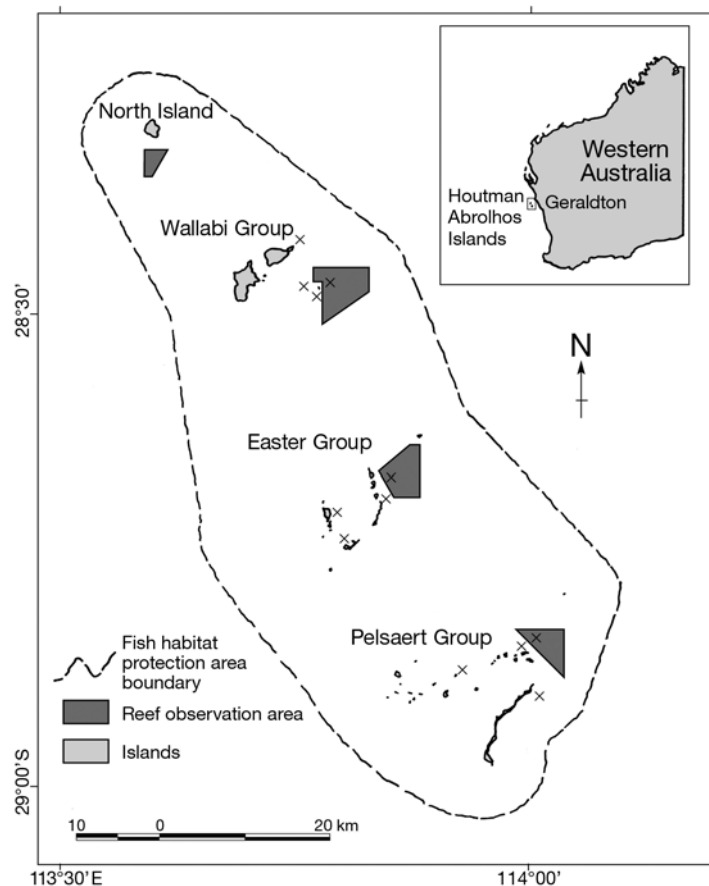 North Island
Wallabi Group
Western
Australia
Houtman
Abrolhos
Islands
Geraldton
28°30'
N
Easter Group
Pelsaert Group
Fish habitat
protection area
boundary
Reef observation area
Islands
29°00'S
10 0 20 km
113°30' E
114°00'